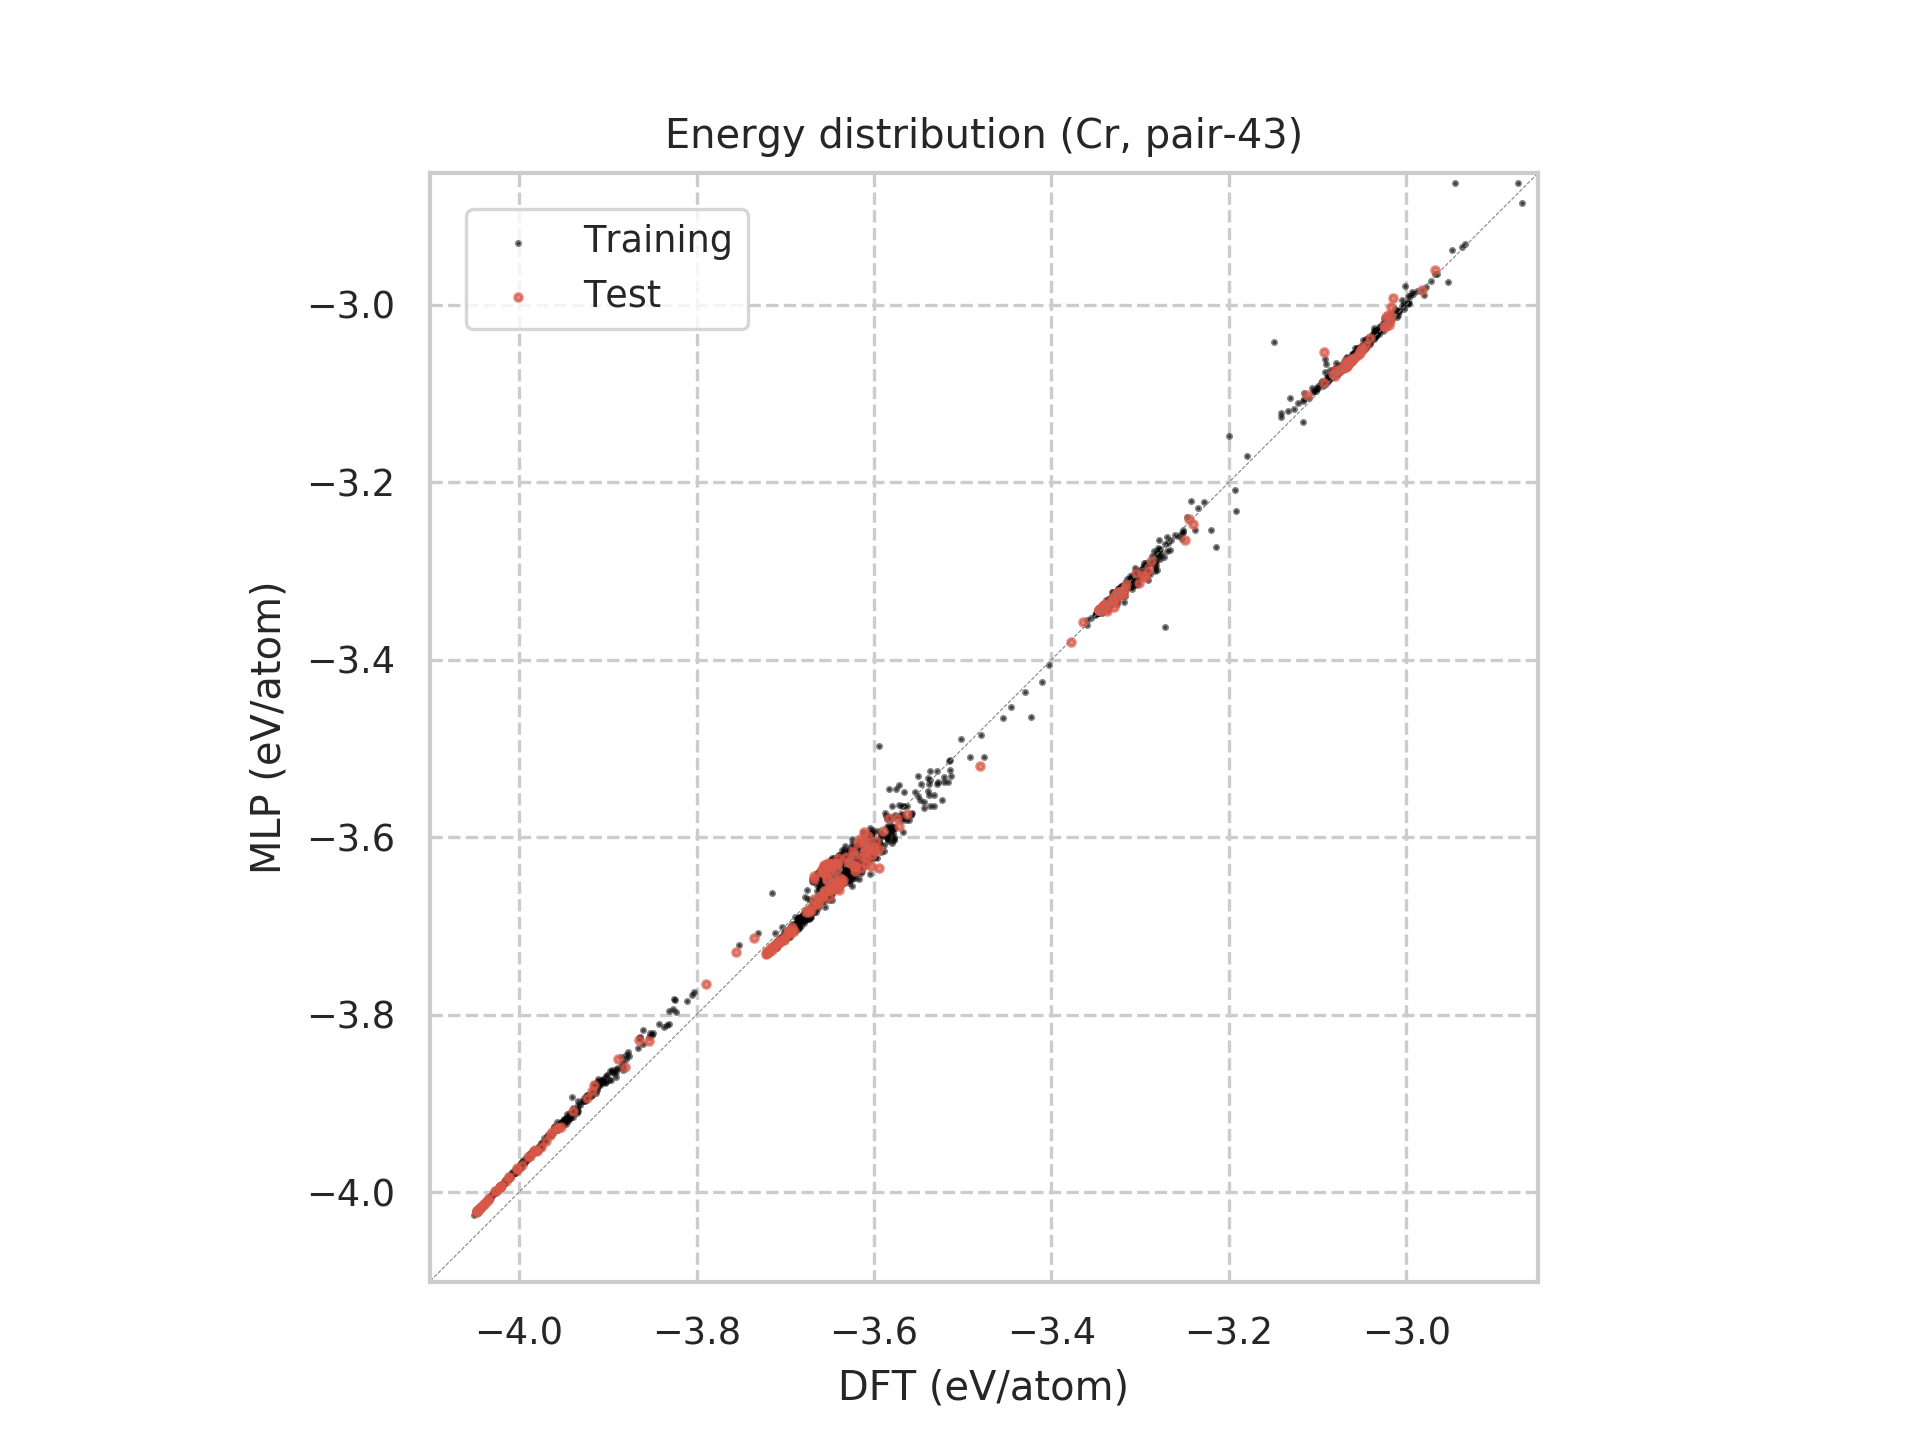 Energy distribution (Cr, pair-43)
Training
Test
−3.0
−3.2
−3.4
−3.6
−3.8
−4.0
MLP (eV/atom)
−4.0 −3.8 −3.6 −3.4 −3.2 −3.0
DFT (eV/atom)